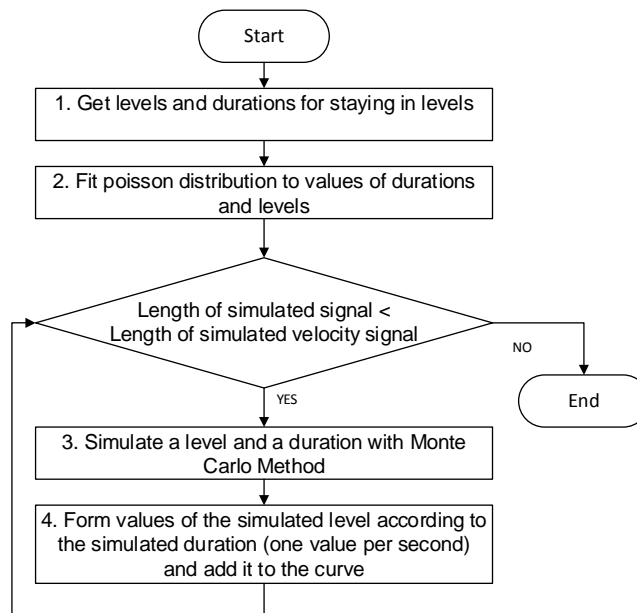 Start
1. Get levels and durations for staying in levels
2. Fit poisson distribution to values of durations
and levels
Length of simulated signal <
Length of simulated velocity signal
NO
YES
End
3. Simulate a level and a duration with Monte
Carlo Method
4. Form values of the simulated level according to
the simulated duration (one value per second)
and add it to the curve